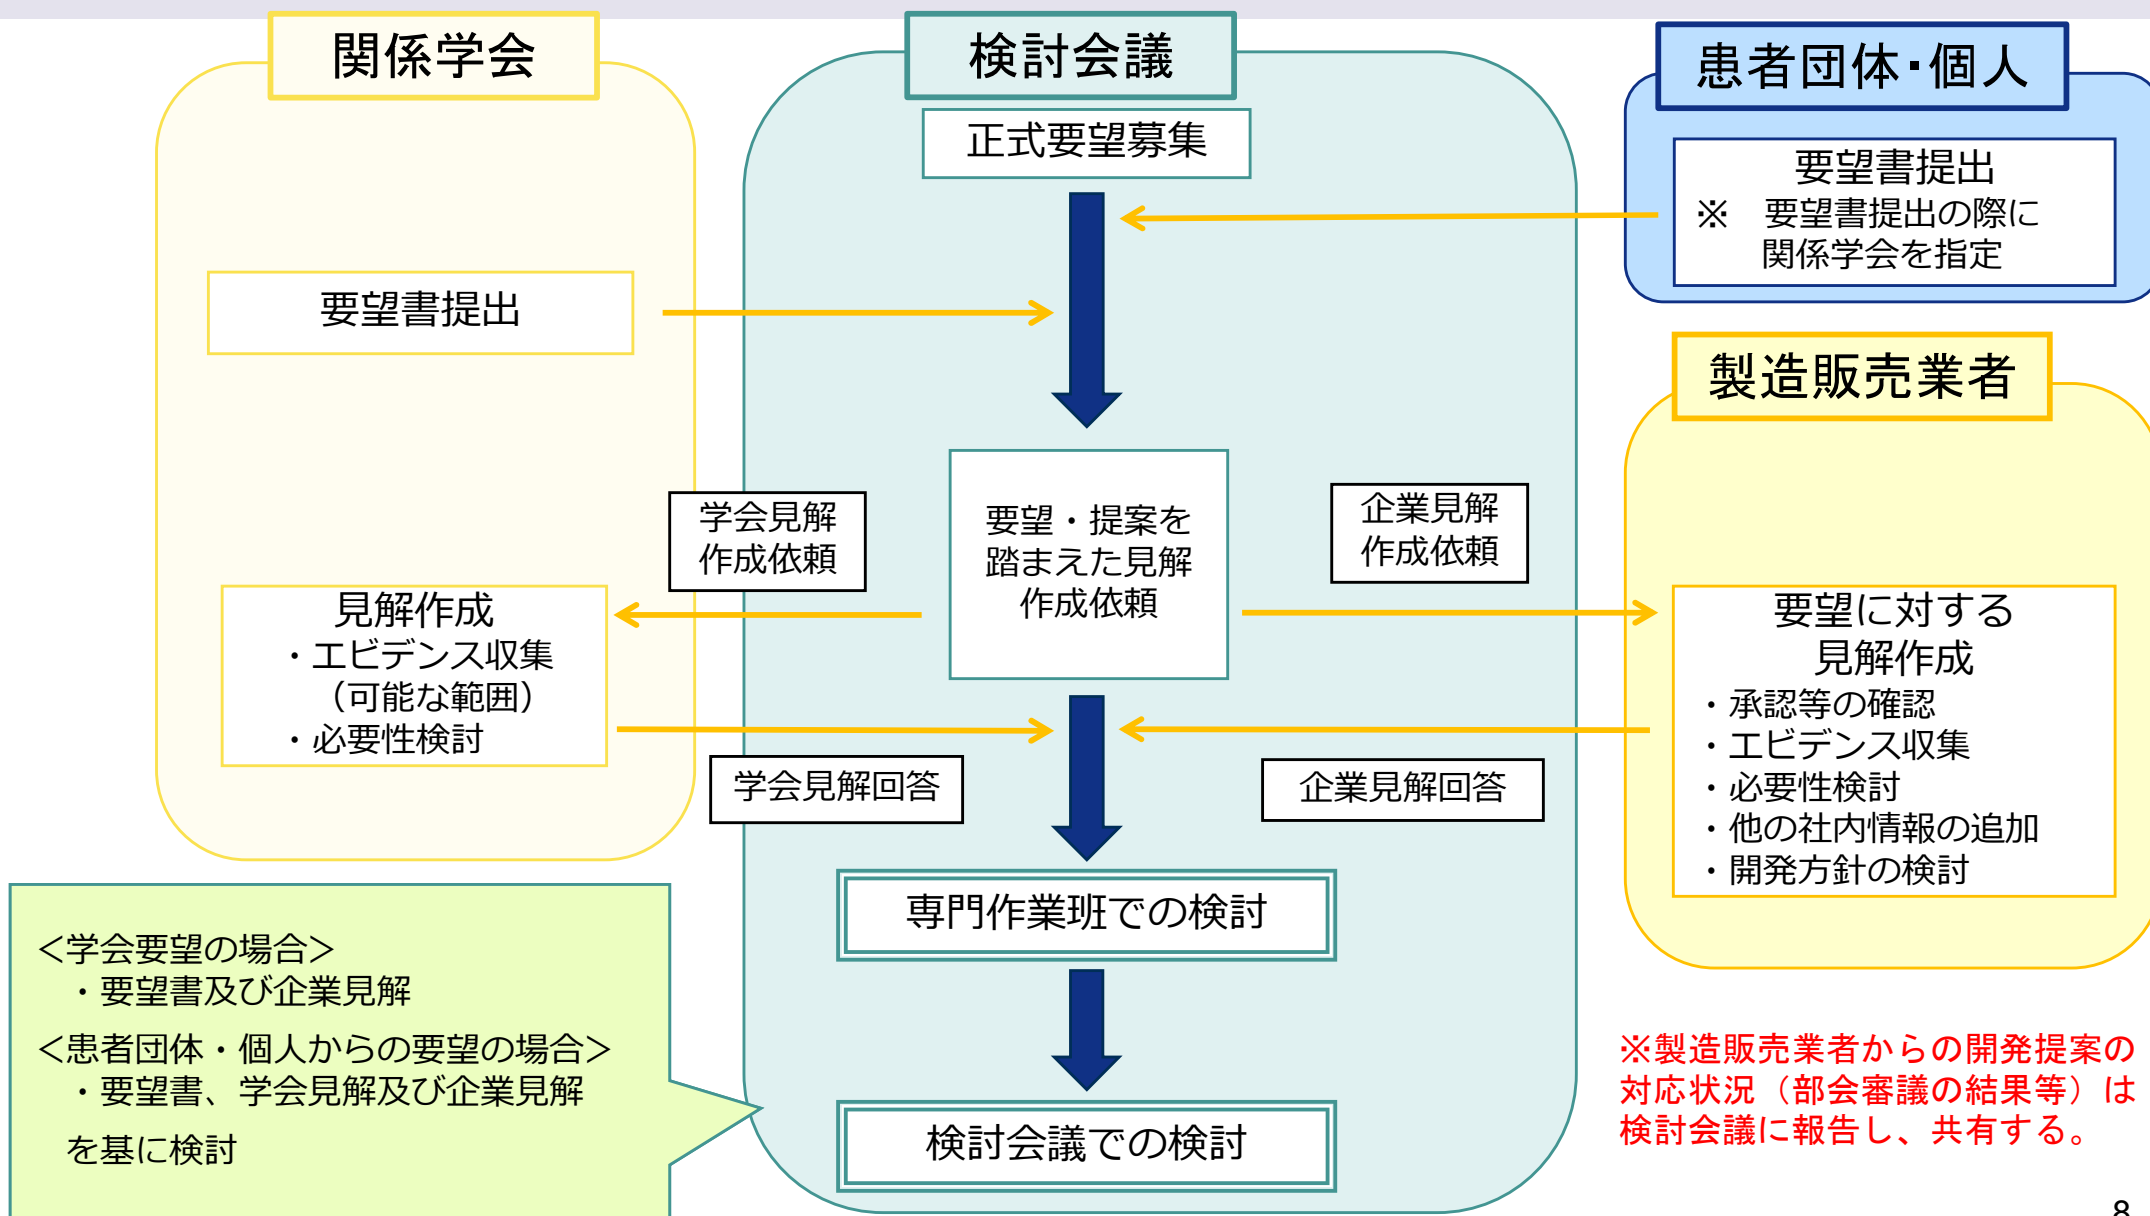 関係学会
検討会議
患者団体・個人
正式要望募集
要望書提出
※ 要望書提出の際に
関係学会を指定
要望書提出
製造販売業者
学会見解
作成依頼
要望・提案を
踏まえた見解
作成依頼
企業見解
作成依頼
見解作成
・エビデンス収集
(可能な範囲)
・必要性検討
要望に対する
見解作成
・承認等の確認
・エビデンス収集
・必要性検討
・他の社内情報の追加
・開発方針の検討
学会見解回答
企業見解回答
専門作業班での検討
<学会要望の場合>
・要望書及び企業見解
<患者団体・個人からの要望の場合>
・要望書、学会見解及び企業見解
を基に検討
検討会議での検討
※製造販売業者からの開発提案の
対応状況(部会審議の結果等)は
検討会議に報告し、共有する。
8